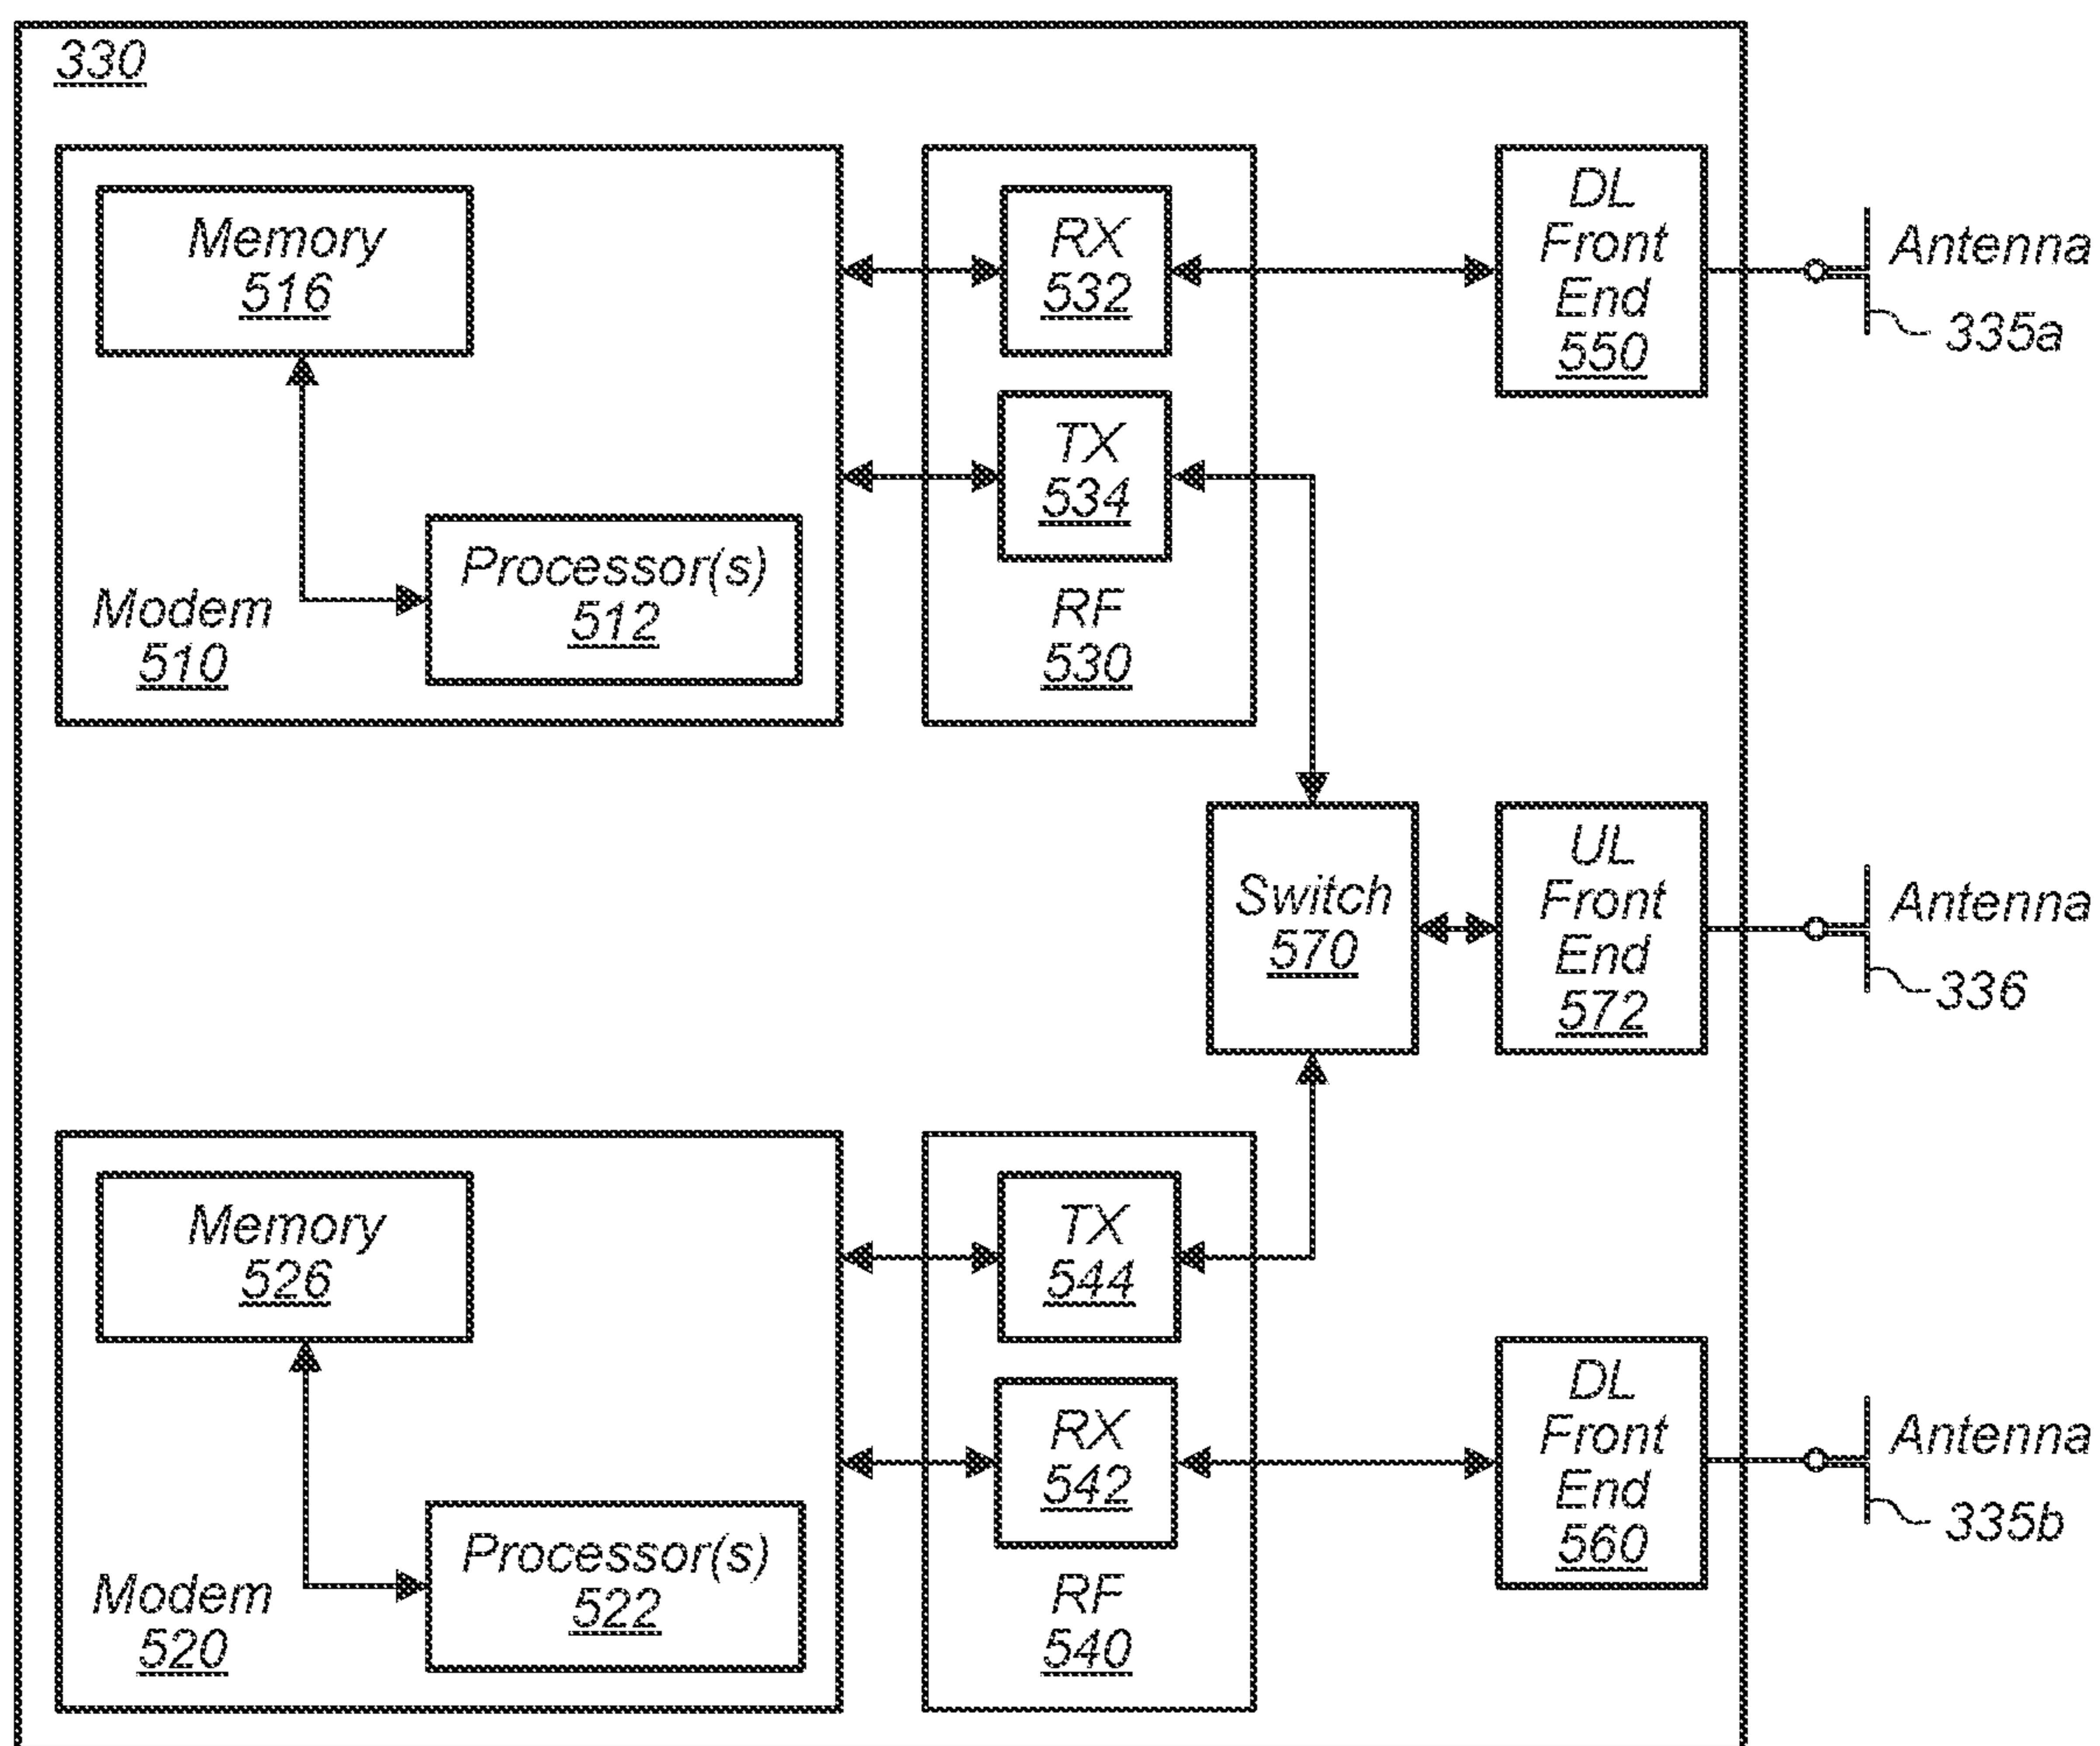 330
Memory
516
Processor(s)
512
Modem
510
RX
532
TX
534
RF
530
DL
Front
End
550
Antenna
335a
Switch
570
UL
Front
End
572
Antenna
336
Memory
526
Processor(s)
522
Modem
520
TX
544
RX
542
RF
540
DL
Front
End
560
Antenna
335b